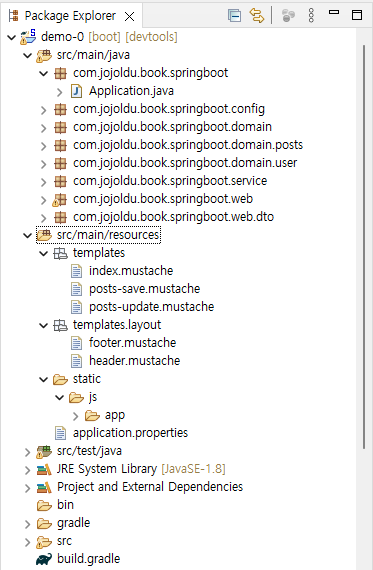 Package Explorer
demo-0 [boot] [devtools]
src/main/java
com.jojoldu.book.springboot
Application.java
com.jojoldu.book.springboot.config
com.jojoldu.book.springboot.domain
com.jojoldu.book.springboot.domain.posts
com.jojoldu.book.springboot.domain.user
com.jojoldu.book.springboot.service
com.jojoldu.book.springboot.web
com.jojoldu.book.springboot.web.dto
src/main/resources
templates
index.mustache
posts-save.mustache
posts-update.mustache
templates.layout
footer.mustache
header.mustache
static
js
app
application.properties
src/test/java
JRE System Library [JavaSE-1.8]
Project and External Dependencies
bin
gradle
src
build.gradle